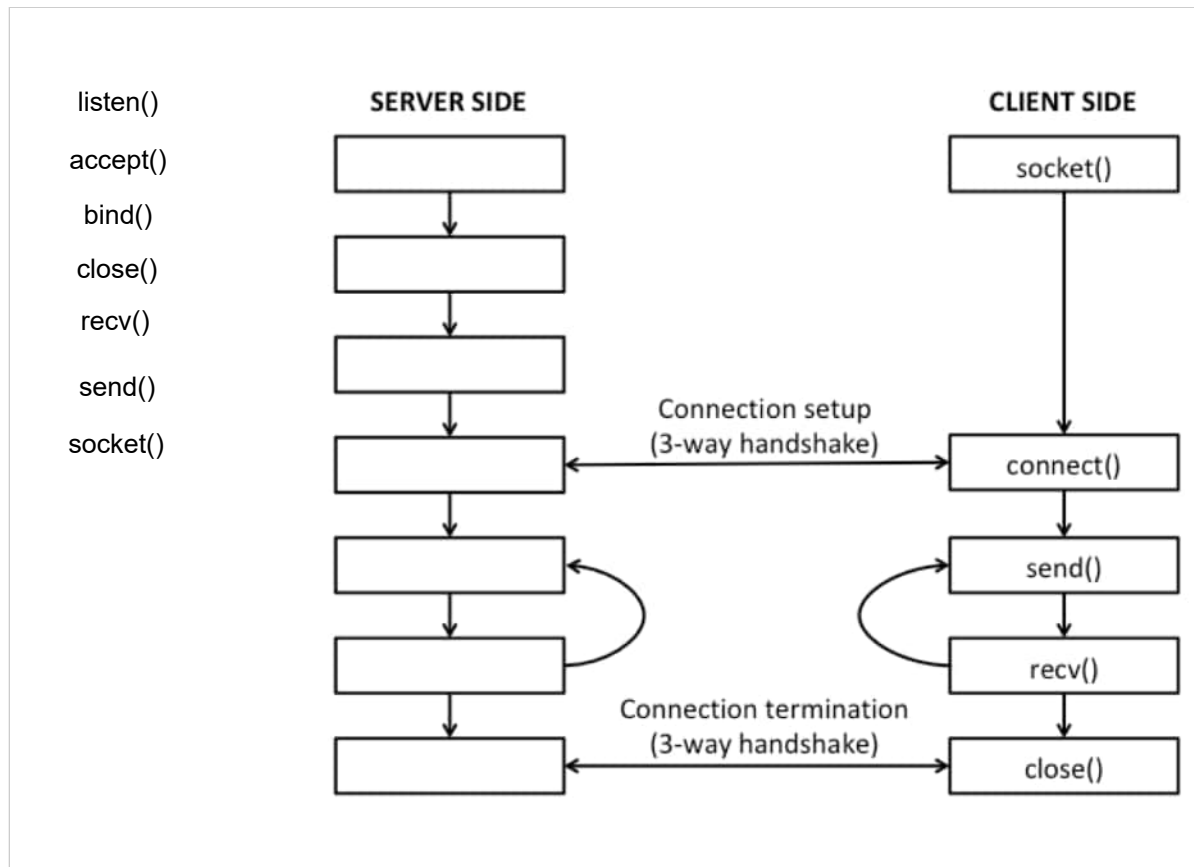 listen()
accept()
bind()
close()
recv()
send()
socket()
SERVER SIDE
CLIENT SIDE
socket()
Connection setup
(3-way handshake)
connect()
send()
recv()
Connection termination
(3-way handshake)
close()